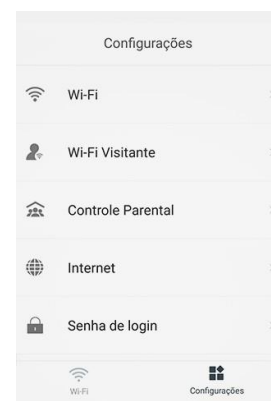 Configurações
Wi-Fi
Wi-Fi Visitante
Controle Parental
Internet
Senha de login
Wi-Fi
Configurações